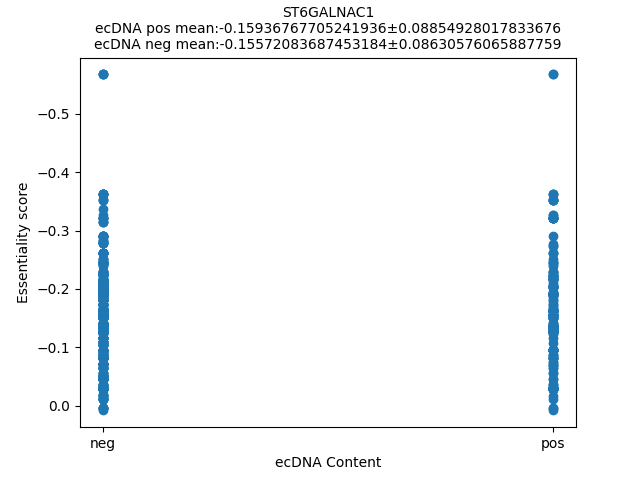 ST6GALNAC1
ecDNA pos mean:-0.15936767705241936±0.08854928017833676
ecDNA neg mean:-0.15572083687453184±0.08630576065887759
−0.5
−0.4
−0.3
−0.2
−0.1
0.0
Essentiality score
neg
pos
ecDNA Content